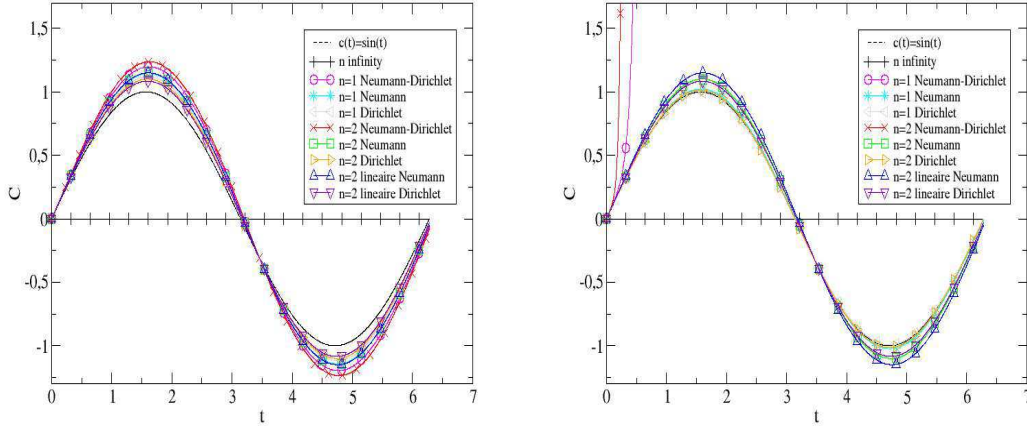 1,5
1
0,5
0
-0,5
-1
C
0 1 2 3 4 5 6 7
t
c(t)=sin(t)
n infinity
n=1 Neumann-Dirichlet
n=1 Neumann
n=1 Dirichlet
n=2 Neumann-Dirichlet
n=2 Neumann
n=2 Dirichlet
n=2 lineaire Neumann
n=2 lineaire Dirichlet
1,5
1
0,5
0
-0,5
-1
C
0 1 2 3 4 5 6 7
t
c(t)=sin(t)
n infinity
n=1 Neumann-Dirichlet
n=1 Neumann
n=1 Dirichlet
n=2 Neumann-Dirichlet
n=2 Neumann
n=2 Dirichlet
n=2 lineaire Neumann
n=2 lineaire Dirichlet